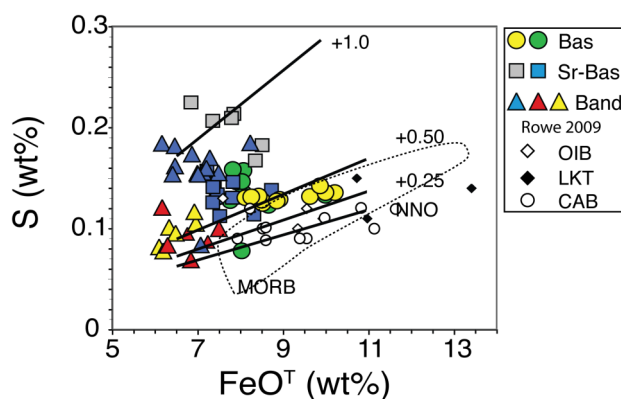 0.3
0.2
0.1
0
S (wt%)
5
7
9
11
13
FeOᵀ (wt%)
+1.0
+0.50
+0.25
NNO
MORB
Bas
Sr-Bas
Band
Rowe 2009
OIB
LKT
CAB